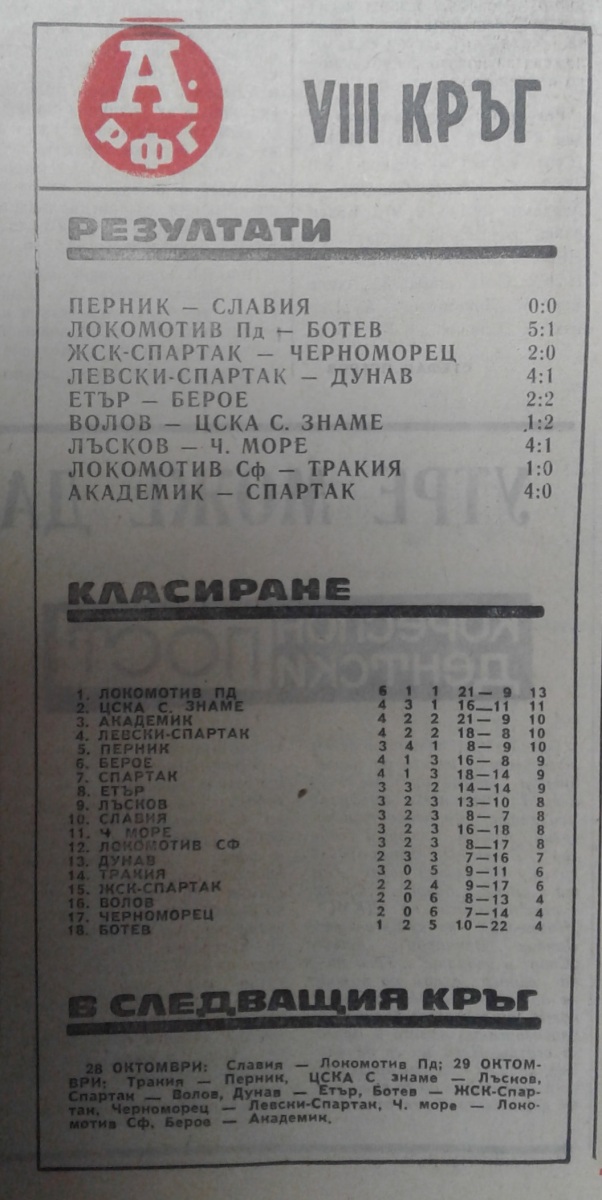 А
РФГ
VIII КРЪГ
РЕЗУЛТАТИ
ПЕРНИК — СЛАВИЯ 0:0
ЛОКОМОТИВ Пд — БОТЕВ 5:1
ЖСК-СПАРТАК — ЧЕРНОМОРЕЦ 2:0
ЛЕВСКИ-СПАРТАК — ДУНАВ 4:1
ЕТЪР — БЕРОЕ 2:2
ВОЛОВ — ЦСКА С. ЗНАМЕ 1:2
ЛЪСКОВ — Ч. МОРЕ 4:1
ЛОКОМОТИВ Сф — ТРАКИЯ 1:0
АКАДЕМИК — СПАРТАК 4:0
КЛАСИРАНЕ
1. ЛОКОМОТИВ ПД 6 1 1 21—9 13
2. ЦСКА С. ЗНАМЕ 4 3 1 16—11 11
3. АКАДЕМИК 4 2 2 21—9 10
4. ЛЕВСКИ-СПАРТАК 4 2 2 18—8 10
5. ПЕРНИК 3 4 1 8—9 10
6. БЕРОЕ 4 1 3 16—8 9
7. СПАРТАК 4 1 3 18—14 9
8. ЕТЪР 3 3 2 14—14 9
9. ЛЪСКОВ 3 2 3 13—10 8
10. СЛАВИЯ 3 2 3 8—7 8
11. Ч МОРЕ 3 2 3 16—18 8
12. ЛОКОМОТИВ СФ 3 2 3 8—17 8
13. ДУНАВ 2 3 3 7—16 7
14. ТРАКИЯ 3 0 5 9—11 6
15. ЖСК-СПАРТАК 2 2 4 9—17 6
16. ВОЛОВ 2 0 6 8—13 4
17. ЧЕРНОМОРЕЦ 2 0 6 7—14 4
18. БОТЕВ 1 2 5 10—22 4
В СЛЕДВАЩИЯ КРЪГ
28 ОКТОМВРИ: Славия — Локомотив Пд; 29 ОКТОМ-
ВРИ: Тракия — Перник, ЦСКА С знаме — Лъсков,
Спартак — Волов, Дунав — Етър, Ботев — ЖСК-Спар-
так, Черноморец — Левски-Спартак, Ч. море — Локо-
мотив Сф, Берое — Академик.